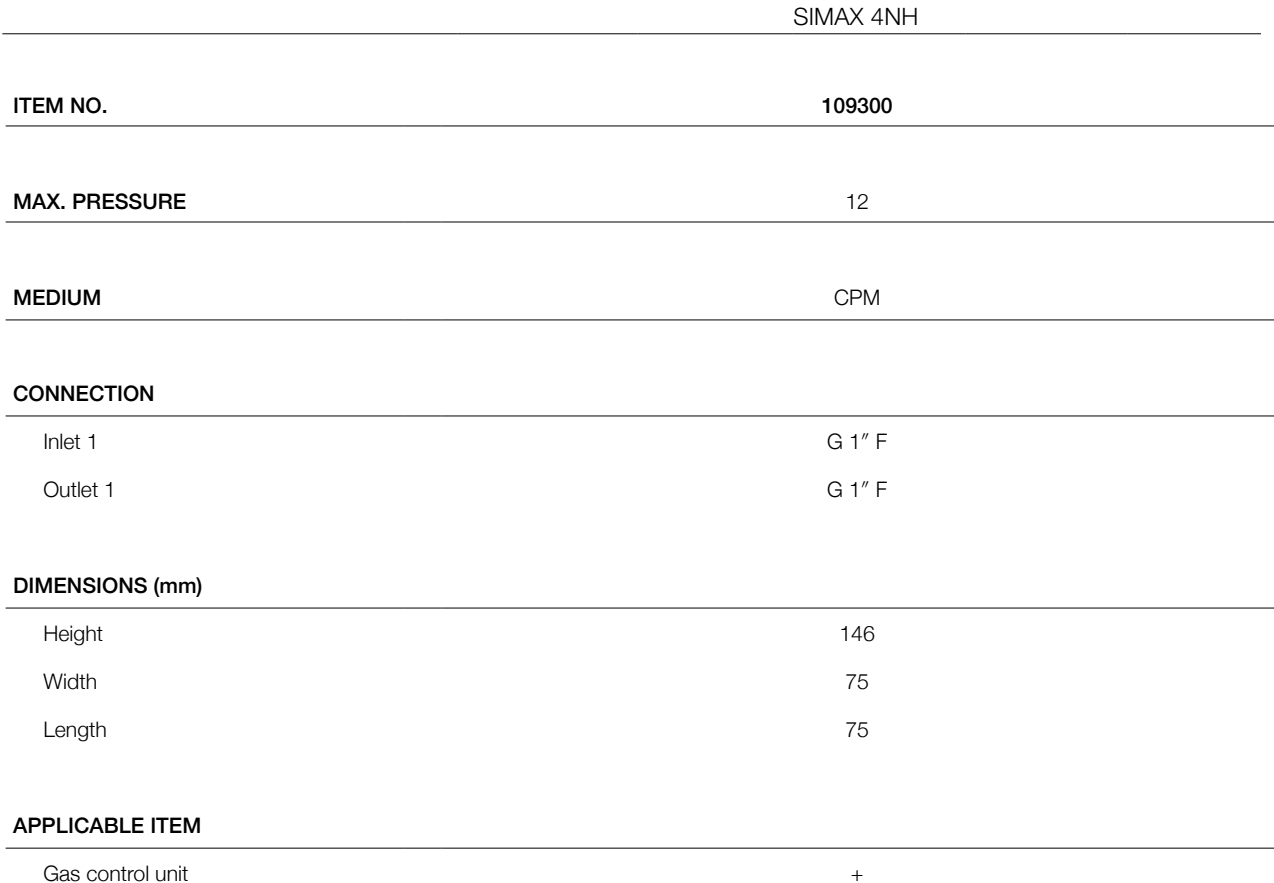 SIMAX 4NH
ITEM NO. 109300
MAX. PRESSURE 12
MEDIUM CPM
CONNECTION
Inlet 1 G 1″ F
Outlet 1 G 1″ F
DIMENSIONS (mm)
Height 146
Width 75
Length 75
APPLICABLE ITEM
Gas control unit +